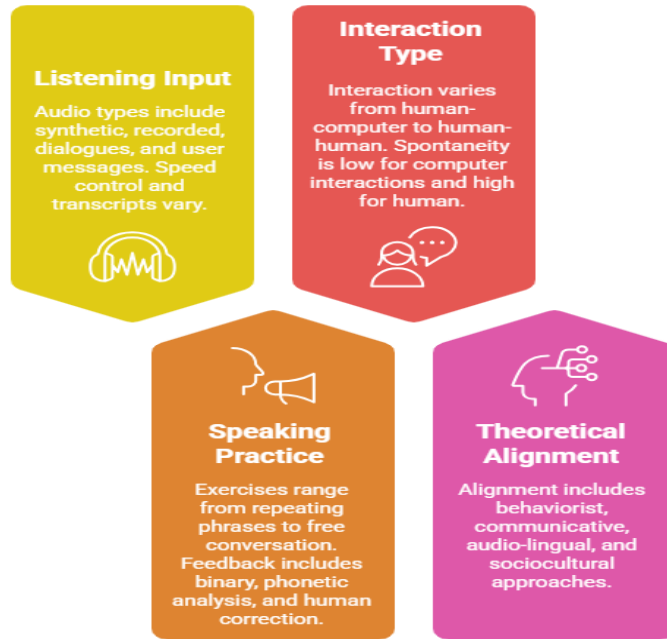 Listening Input
Audio types include
synthetic, recorded,
dialogues, and user
messages. Speed
control and
transcripts vary.
Interaction
Type
Interaction varies
from human-
computer to human-
human. Spontaneity
is low for computer
interactions and high
for human.
Speaking
Practice
Exercises range
from repeating
phrases to free
conversation.
Feedback includes
binary, phonetic
analysis, and human
correction.
Theoretical
Alignment
Alignment includes
behaviorist,
communicative,
audio-lingual, and
sociocultural
approaches.